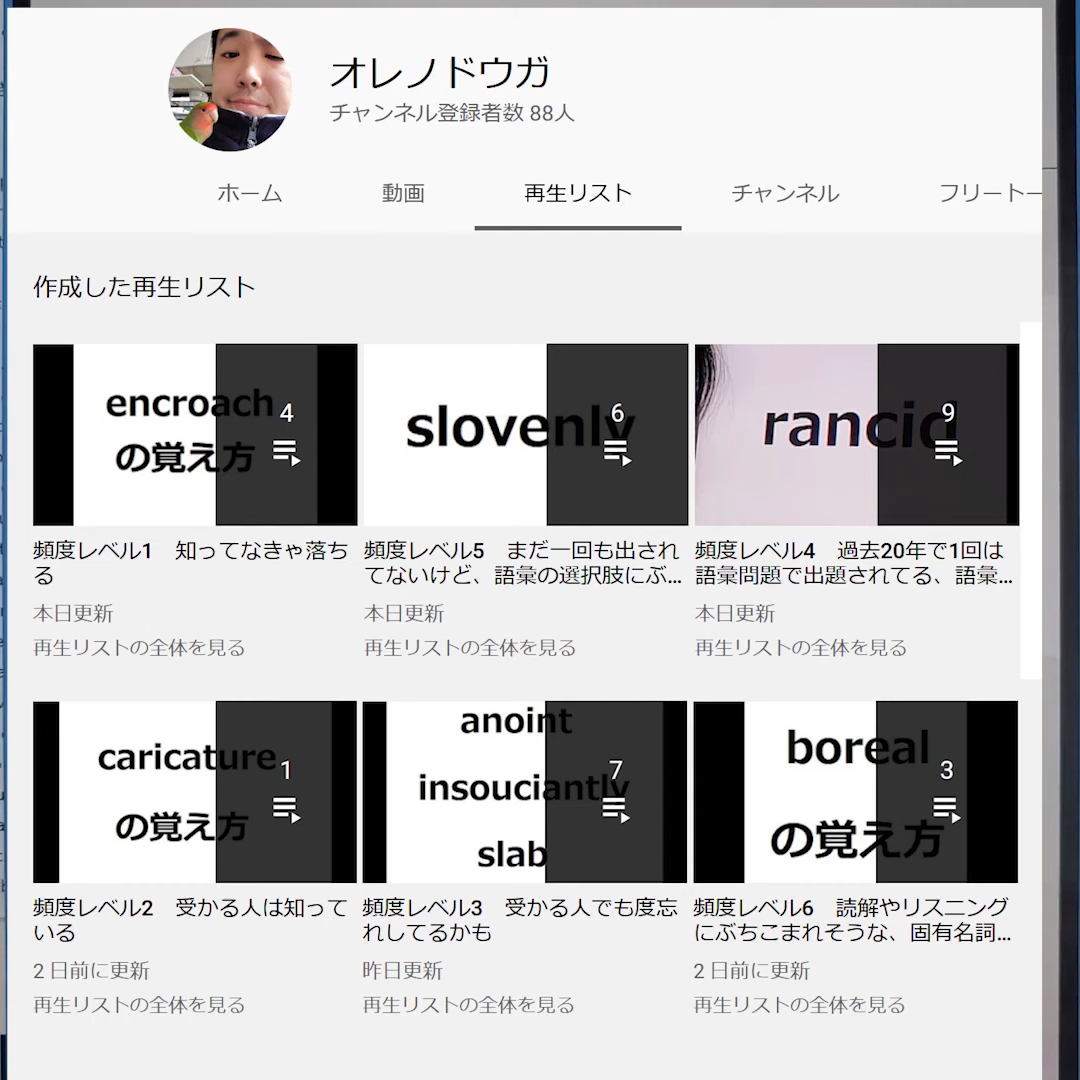 オレノドウガ
チャンネル登録者数 88人
ホーム
動画
再生リスト
チャンネル
フリートー
作成した再生リスト
encroach
の覚え方
4
slovenly
6
rancid
9
頻度レベル1　知ってなきゃ落ち
る
本日更新
再生リストの全体を見る
頻度レベル5　まだ一回も出され
てないけど、語彙の選択肢にぶ...
本日更新
再生リストの全体を見る
頻度レベル4　過去20年で1回は
語彙問題で出題されてる、語彙...
本日更新
再生リストの全体を見る
caricature
の覚え方
1
anoint
insouciantly
slab
7
boreal
の覚え方
3
頻度レベル2　受かる人は知って
いる
2 日前に更新
再生リストの全体を見る
頻度レベル3　受かる人でも度忘
れしてるかも
昨日更新
再生リストの全体を見る
頻度レベル6　読解やリスニング
にぶちこまれそうな、固有名詞...
2 日前に更新
再生リストの全体を見る